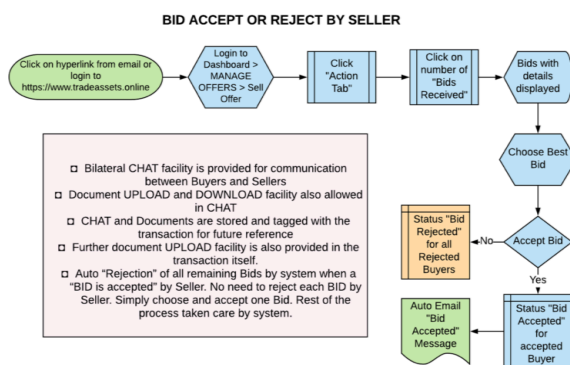 BID ACCEPT OR REJECT BY SELLER
Click on hyperlink from email or
login to
https://www.tradeassets.online
Login to
Dashboard >
MANAGE
OFFERS > Sell
Offer
Click
"Action
Tab"
Click on
number of
"Bids
Received"
Bids with
details
displayed
Choose Best
Bid
Accept Bid
No
Status "Bid
Rejected"
for all
Rejected
Buyers
Yes
Status "Bid
Accepted"
for
accepted
Buyer
Auto Email
"Bid
Accepted"
Message
Bilateral CHAT facility is provided for communication
between Buyers and Sellers
Document UPLOAD and DOWNLOAD facility also allowed
in CHAT
CHAT and Documents are stored and tagged with the
transaction for future reference
Further document UPLOAD facility is also provided in the
transaction itself.
Auto “Rejection” of all remaining Bids by system when a
“BID is accepted” by Seller. No need to reject each BID by
Seller. Simply choose and accept one Bid. Rest of the
process taken care by system.